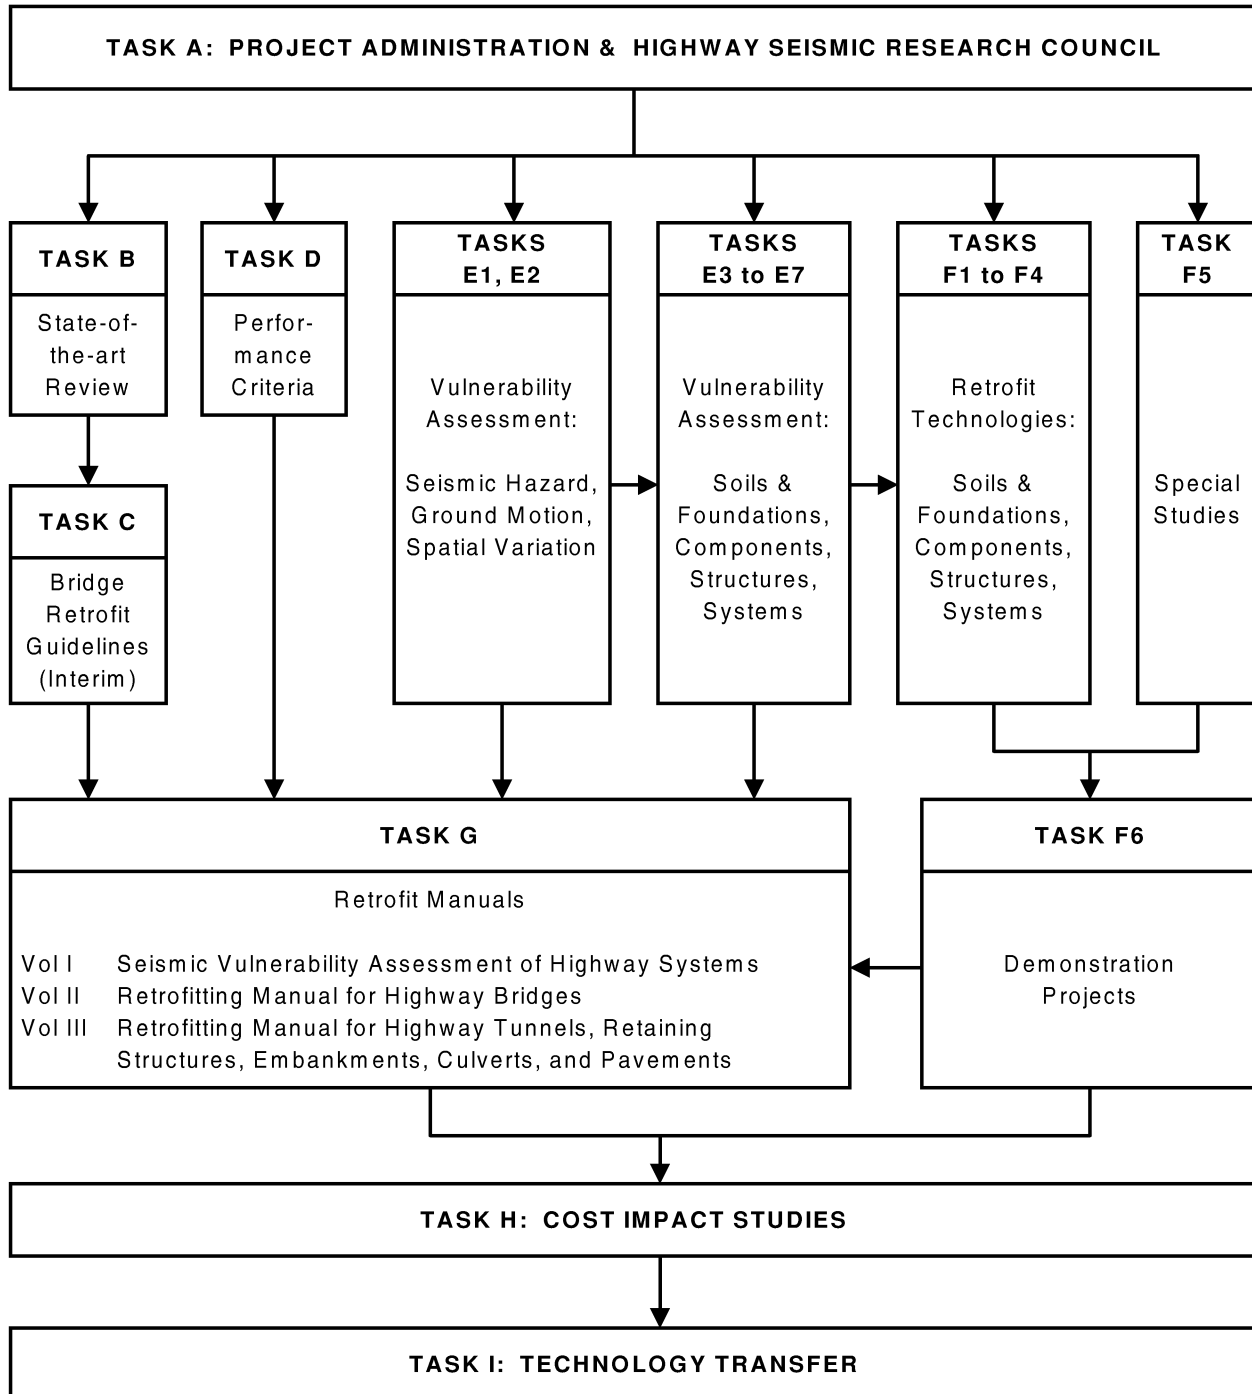 TASK A: PROJECT ADMINISTRATION & HIGHWAY SEISMIC RESEARCH COUNCIL
TASK B
State-of-
the-art
Review
TASK C
Bridge
Retrofit
Guidelines
(Interim)
TASK D
Perfor-
mance
Criteria
TASKS
E1, E2
Vulnerability
Assessment:
Seismic Hazard,
Ground Motion,
Spatial Variation
TASKS
E3 to E7
Vulnerability
Assessment:
Soils &
Foundations,
Components,
Structures,
Systems
TASKS
F1 to F4
Retrofit
Technologies:
Soils &
Foundations,
Components,
Structures,
Systems
TASK
F5
Special
Studies
TASK G
Retrofit Manuals
Vol I Seismic Vulnerability Assessment of Highway Systems
Vol II Retrofitting Manual for Highway Bridges
Vol III Retrofitting Manual for Highway Tunnels, Retaining
Structures, Embankments, Culverts, and Pavements
TASK F6
Demonstration
Projects
TASK H: COST IMPACT STUDIES
TASK I: TECHNOLOGY TRANSFER